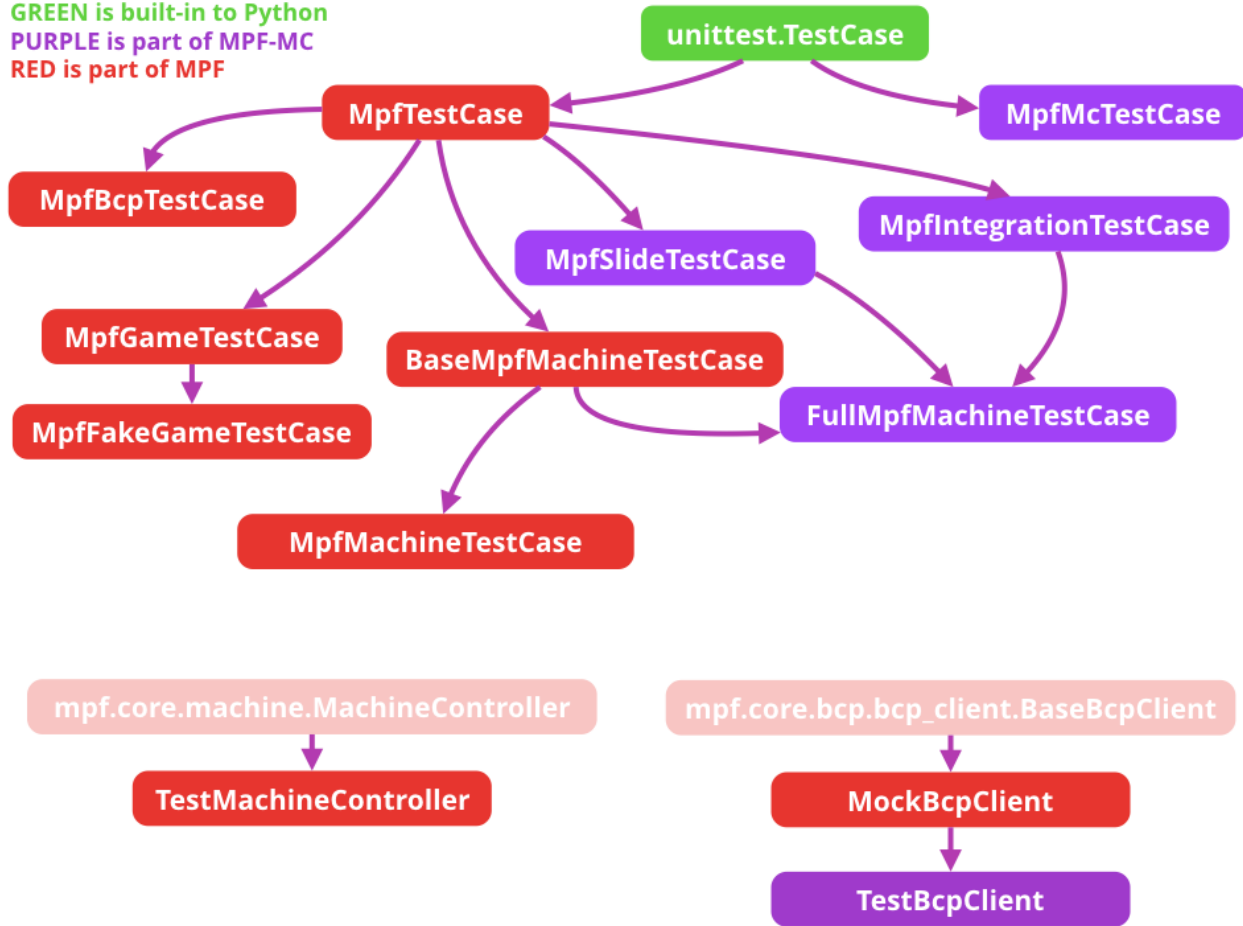 GREEN is built-in to Python
PURPLE is part of MPF-MC
RED is part of MPF
unittest.TestCase
MpfTestCase
MpfMcTestCase
MpfBcpTestCase
MpfIntegrationTestCase
MpfSlideTestCase
MpfGameTestCase
BaseMpfMachineTestCase
FullMpfMachineTestCase
MpfFakeGameTestCase
MpfMachineTestCase
mpf.core.machine.MachineController
mpf.core.bcp.bcp_client.BaseBcpClient
TestMachineController
MockBcpClient
TestBcpClient